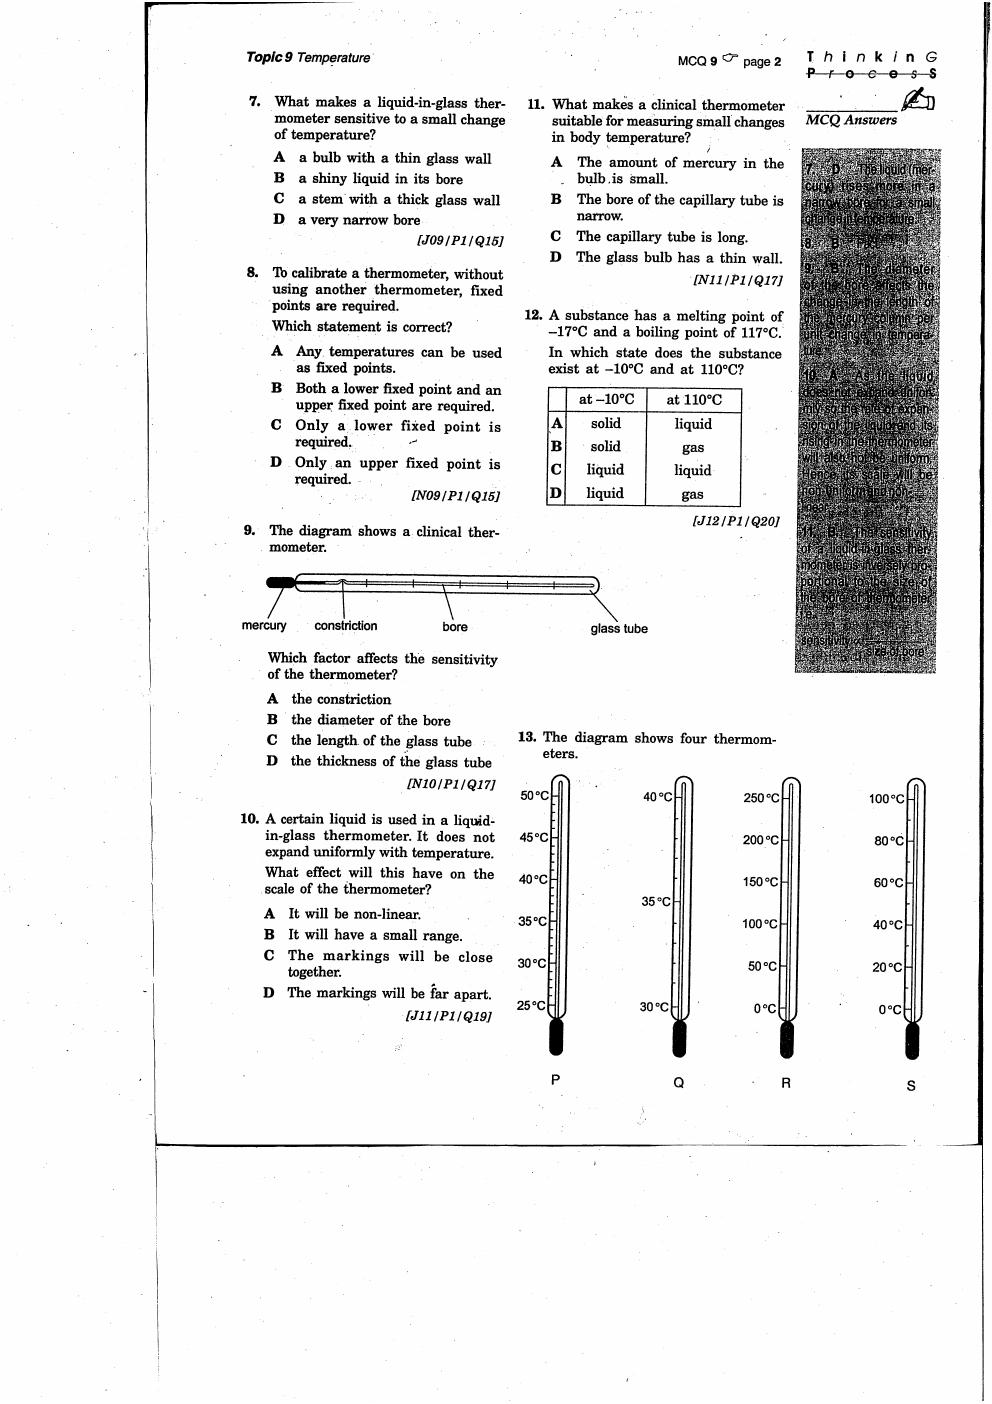 Topic 9 Temperature
MCQ 9 ☞ page 2
T h i n k i n G
P r o c e s S
MCQ Answers
7. What makes a liquid-in-glass ther-
mometer sensitive to a small change
of temperature?
A a bulb with a thin glass wall
B a shiny liquid in its bore
C a stem with a thick glass wall
D a very narrow bore
[J09/P1/Q15]
8. To calibrate a thermometer, without
using another thermometer, fixed
points are required.
Which statement is correct?
A Any temperatures can be used
as fixed points.
B Both a lower fixed point and an
upper fixed point are required.
C Only a lower fixed point is
required.
D Only an upper fixed point is
required.
[N09/P1/Q15]
9. The diagram shows a clinical ther-
mometer.
mercury constriction bore glass tube
Which factor affects the sensitivity
of the thermometer?
A the constriction
B the diameter of the bore
C the length of the glass tube
D the thickness of the glass tube
[N10/P1/Q17]
10. A certain liquid is used in a liquid-
in-glass thermometer. It does not
expand uniformly with temperature.
What effect will this have on the
scale of the thermometer?
A It will be non-linear.
B It will have a small range.
C The markings will be close
together.
D The markings will be far apart.
[J11/P1/Q19]
11. What makes a clinical thermometer
suitable for measuring small changes
in body temperature?
A The amount of mercury in the
bulb is small.
B The bore of the capillary tube is
narrow.
C The capillary tube is long.
D The glass bulb has a thin wall.
[N11/P1/Q17]
12. A substance has a melting point of
–17°C and a boiling point of 117°C.
In which state does the substance
exist at –10°C and at 110°C?
at –10°C at 110°C
A solid liquid
B solid gas
C liquid liquid
D liquid gas
[J12/P1/Q20]
13. The diagram shows four thermom-
eters.
50°C
45°C
40°C
35°C
30°C
25°C
P
40°C
35°C
30°C
Q
250°C
200°C
150°C
100°C
50°C
0°C
R
100°C
80°C
60°C
40°C
20°C
0°C
S
7. D The liquid (mer-
cury) rises more in a
narrow bore for a small
change in temperature.
8. B
9. B The diameter
of the bore affects the
change in the length of
the mercury column per
unit change in tempera-
ture.
10. A As the liquid
does not expand unifor-
mly so the rate of expan-
sion of the liquid and its
rising in the thermometer
will also not be uniform.
Hence its scale will be
non-uniform and non-
linear.
11. B The sensitivity
of a liquid-in-glass ther-
mometer is inversely pro-
portional to the size of
the bore of thermometer
i.e.
sensitivity
size of bore